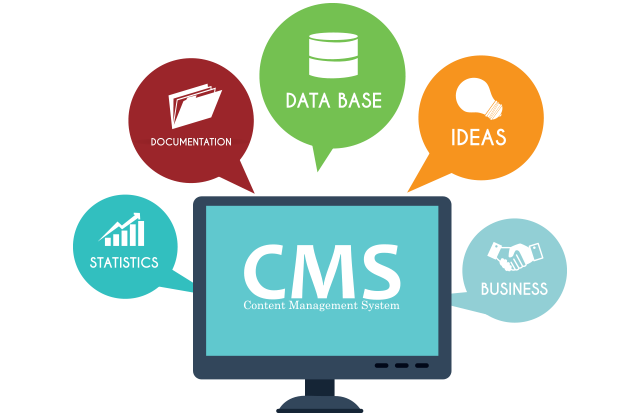 DATA BASE
DOCUMENTATION
IDEAS
STATISTICS
BUSINESS
CMS
Content Management System